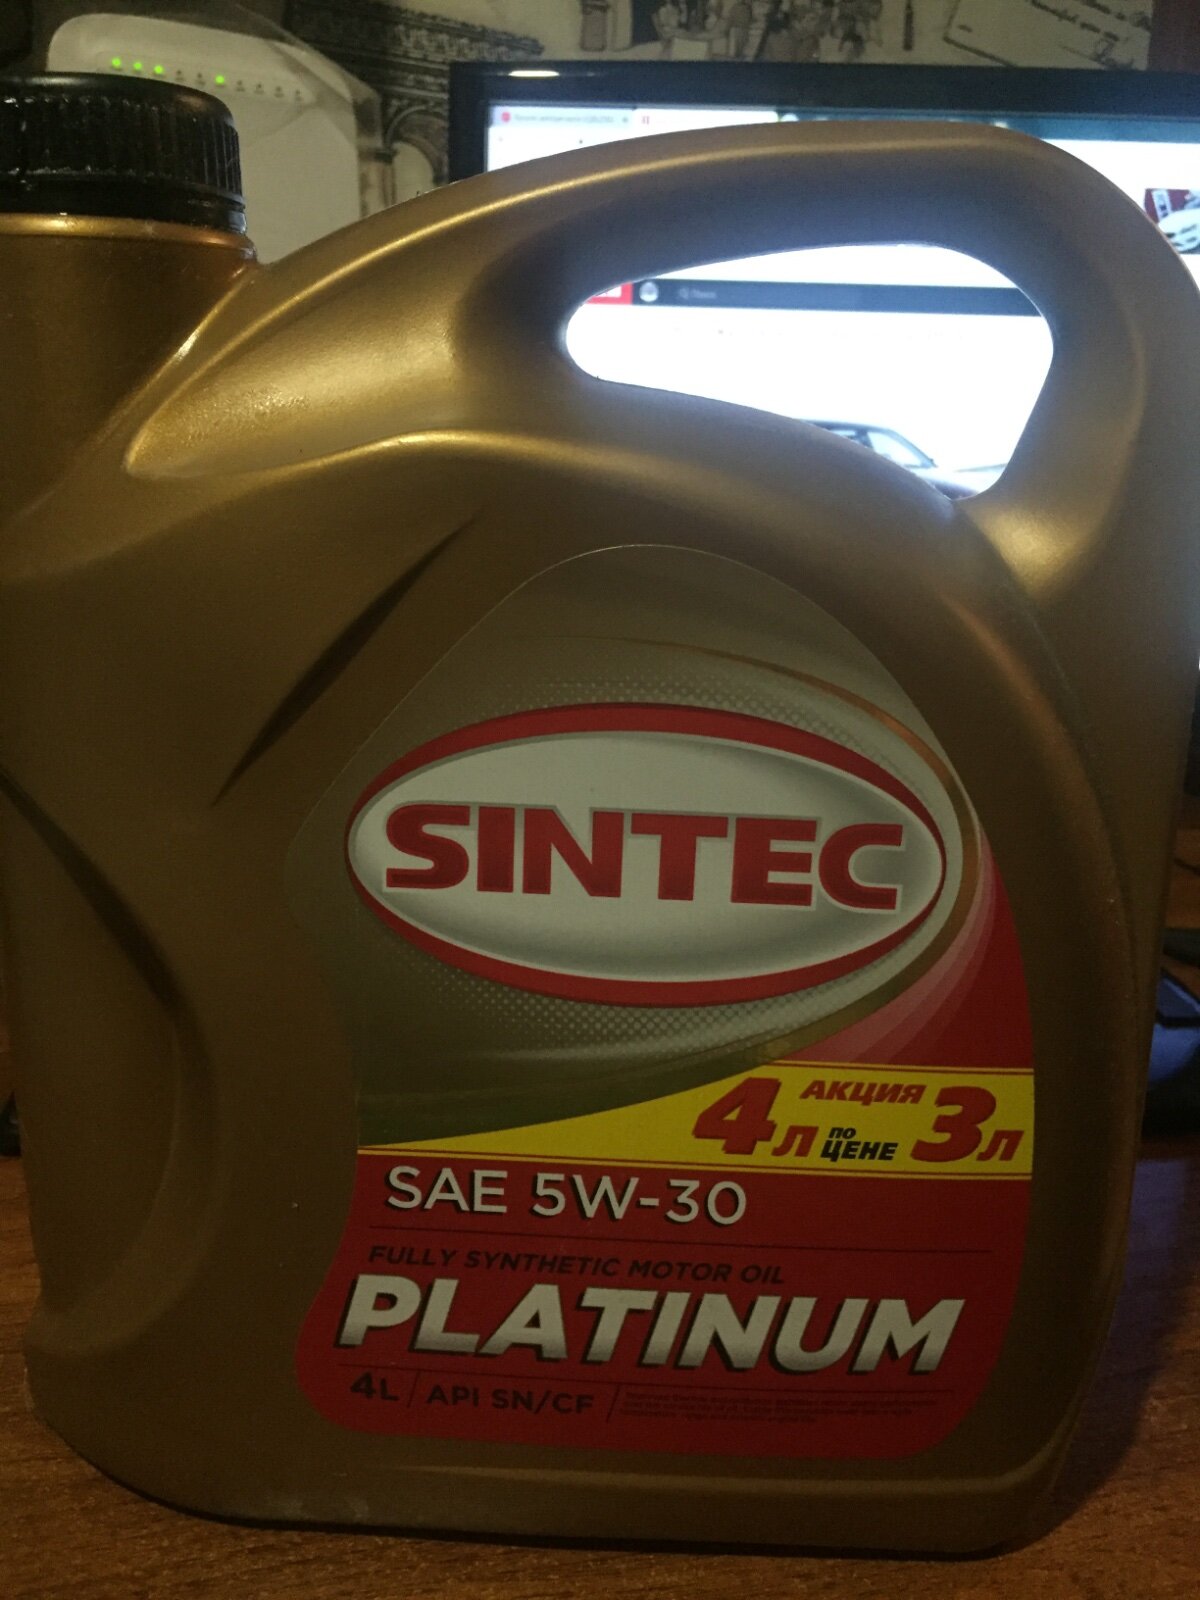 SINTEC
АКЦИЯ
4л по цене 3л
SAE 5W-30
FULLY SYNTHETIC MOTOR OIL
PLATINUM
4L API SN/CF